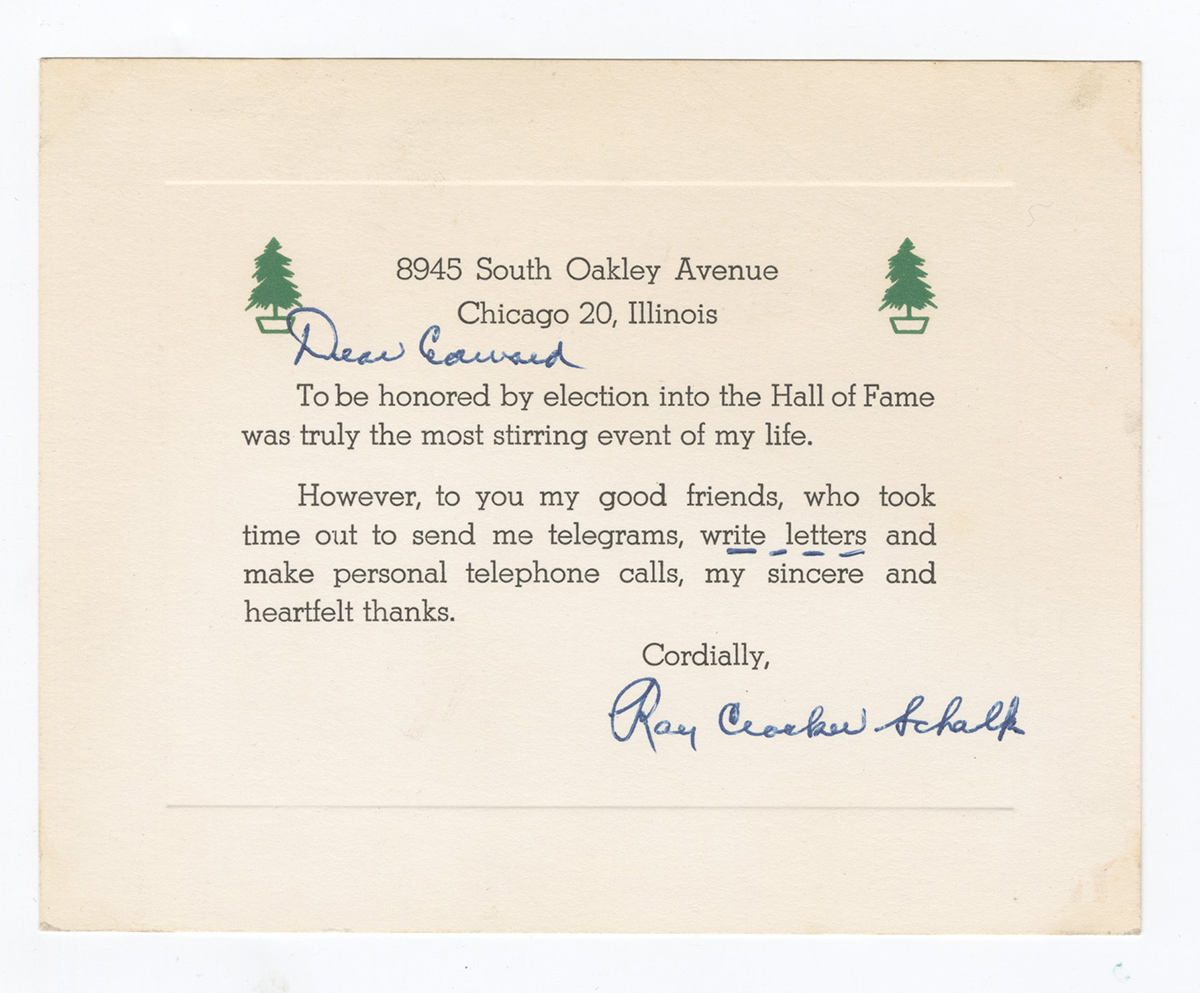 8945 South Oakley Avenue
Chicago 20, Illinois
Dear Edward
To be honored by election into the Hall of Fame
was truly the most stirring event of my life.
However, to you my good friends, who took
time out to send me telegrams, write letters and
make personal telephone calls, my sincere and
heartfelt thanks.
Cordially,
Ray Crocker Schalk